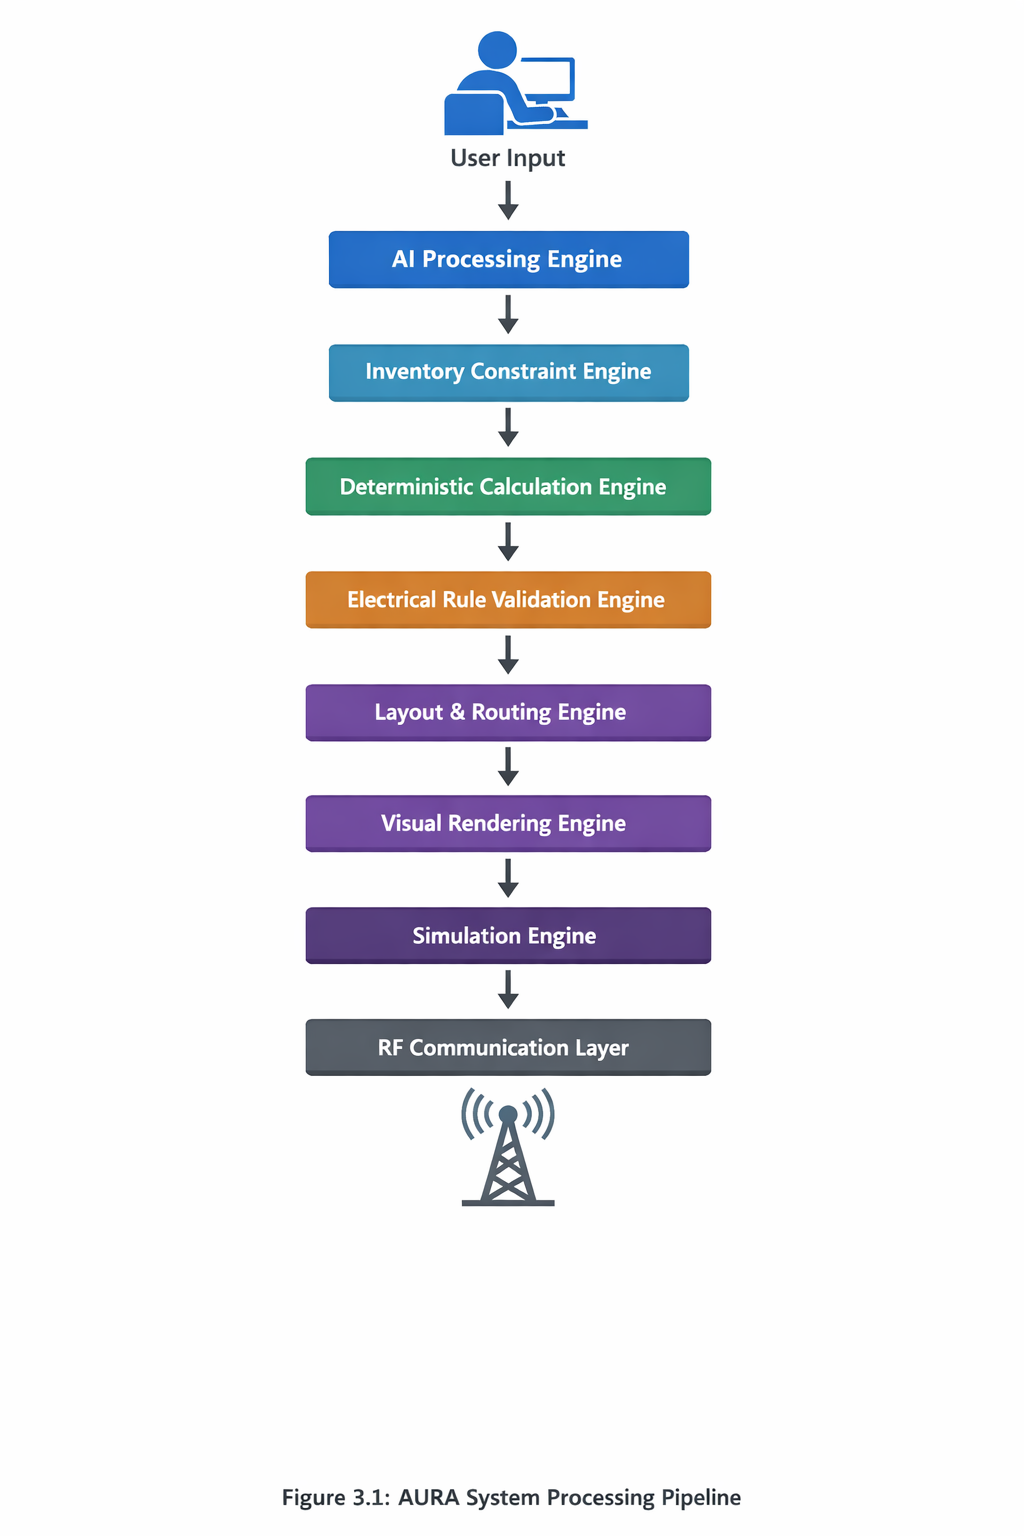 User Input
AI Processing Engine
Inventory Constraint Engine
Deterministic Calculation Engine
Electrical Rule Validation Engine
Layout & Routing Engine
Visual Rendering Engine
Simulation Engine
RF Communication Layer
Figure 3.1: AURA System Processing Pipeline